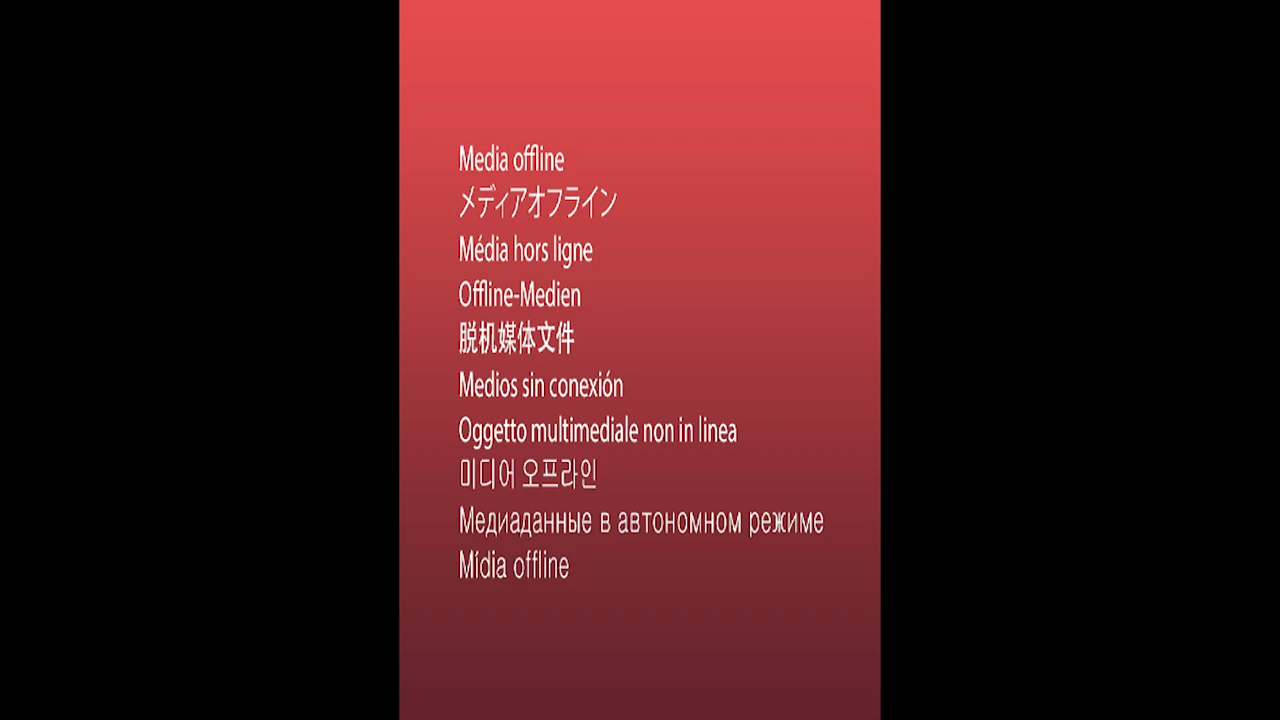 Media offline
メディアオフライン
Média hors ligne
Offline-Medien
脱机媒体文件
Medios sin conexión
Oggetto multimediale non in linea
미디어 오프라인
Медиаданные в автономном режиме
Mídia offline